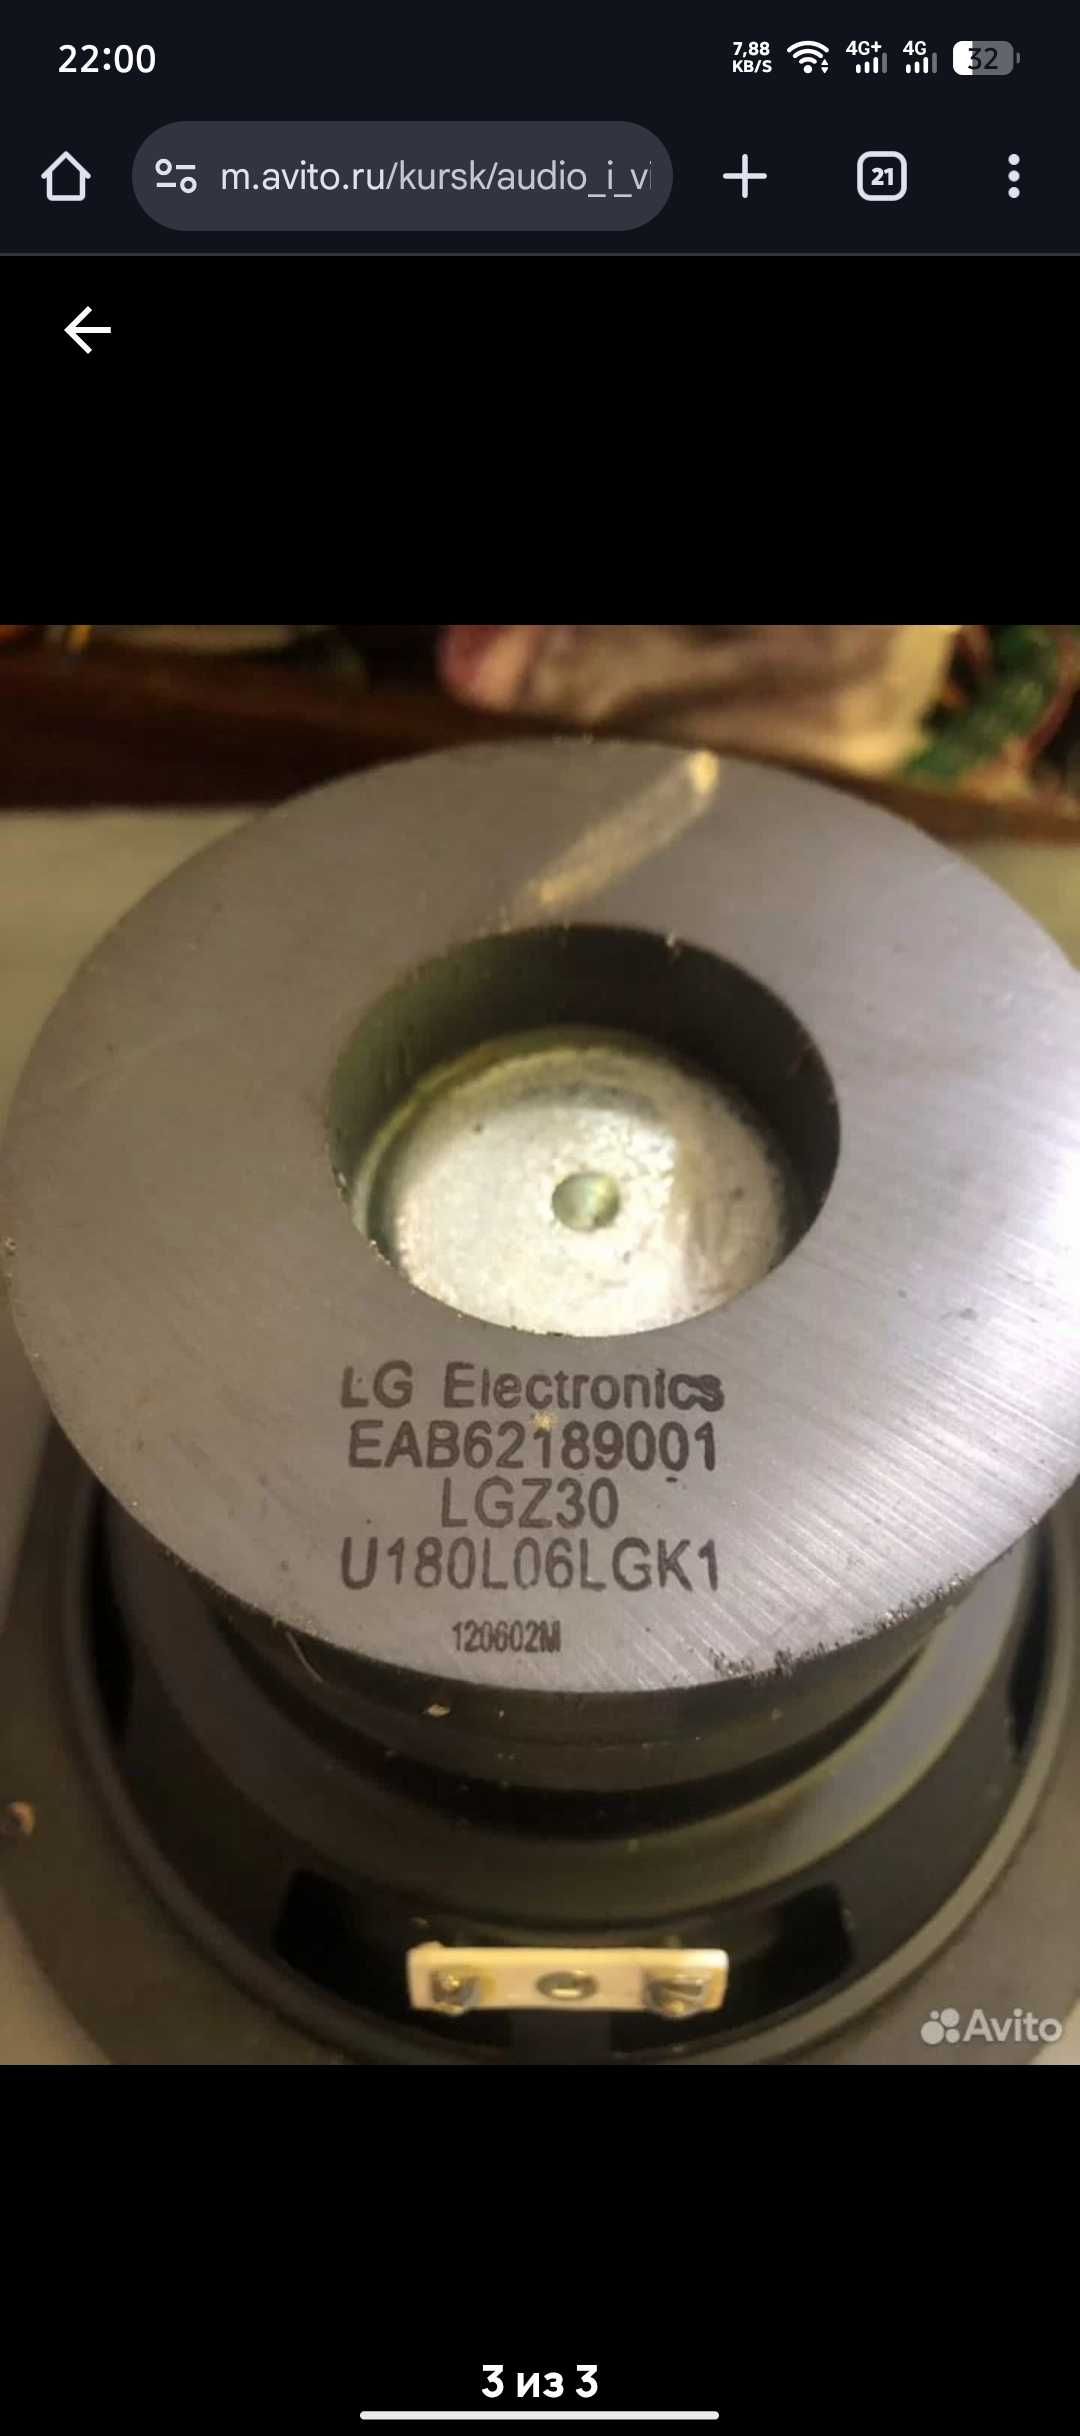 22:00
7,88
KB/S
4G+
4G
32
m.avito.ru/kursk/audio_i_vi
21
LG Electronics
EAB62189001
LGZ30
U180L06LGK1
120602M
Avito
3 из 3